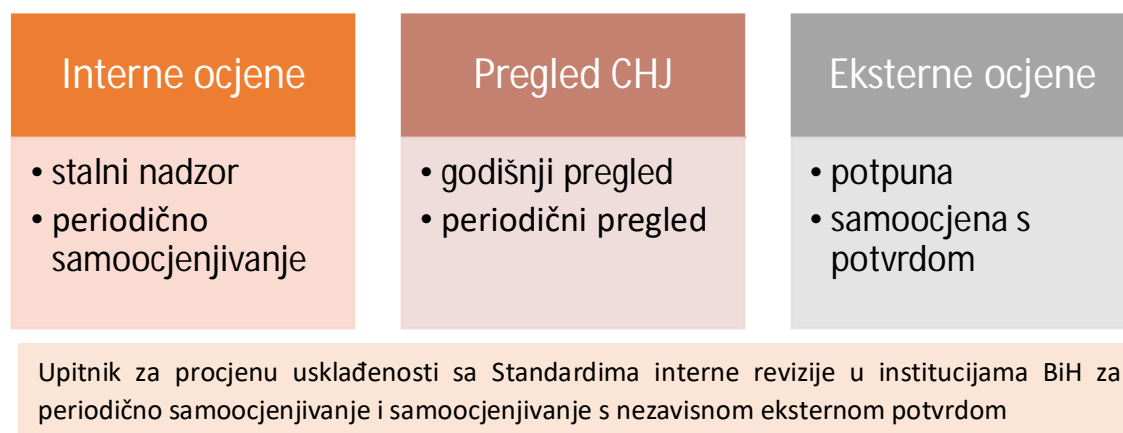 Interne ocjene
• stalni nadzor
• periodično
samoocjenjivanje
Pregled CHJ
• godišnji pregled
• periodični pregled
Eksterne ocjene
• potpuna
• samoocjena s
potvrdom
Upitnik za procjenu usklađenosti sa Standardima interne revizije u institucijama BiH za
periodično samoocjenjivanje i samoocjenjivanje s nezavisnom eksternom potvrdom